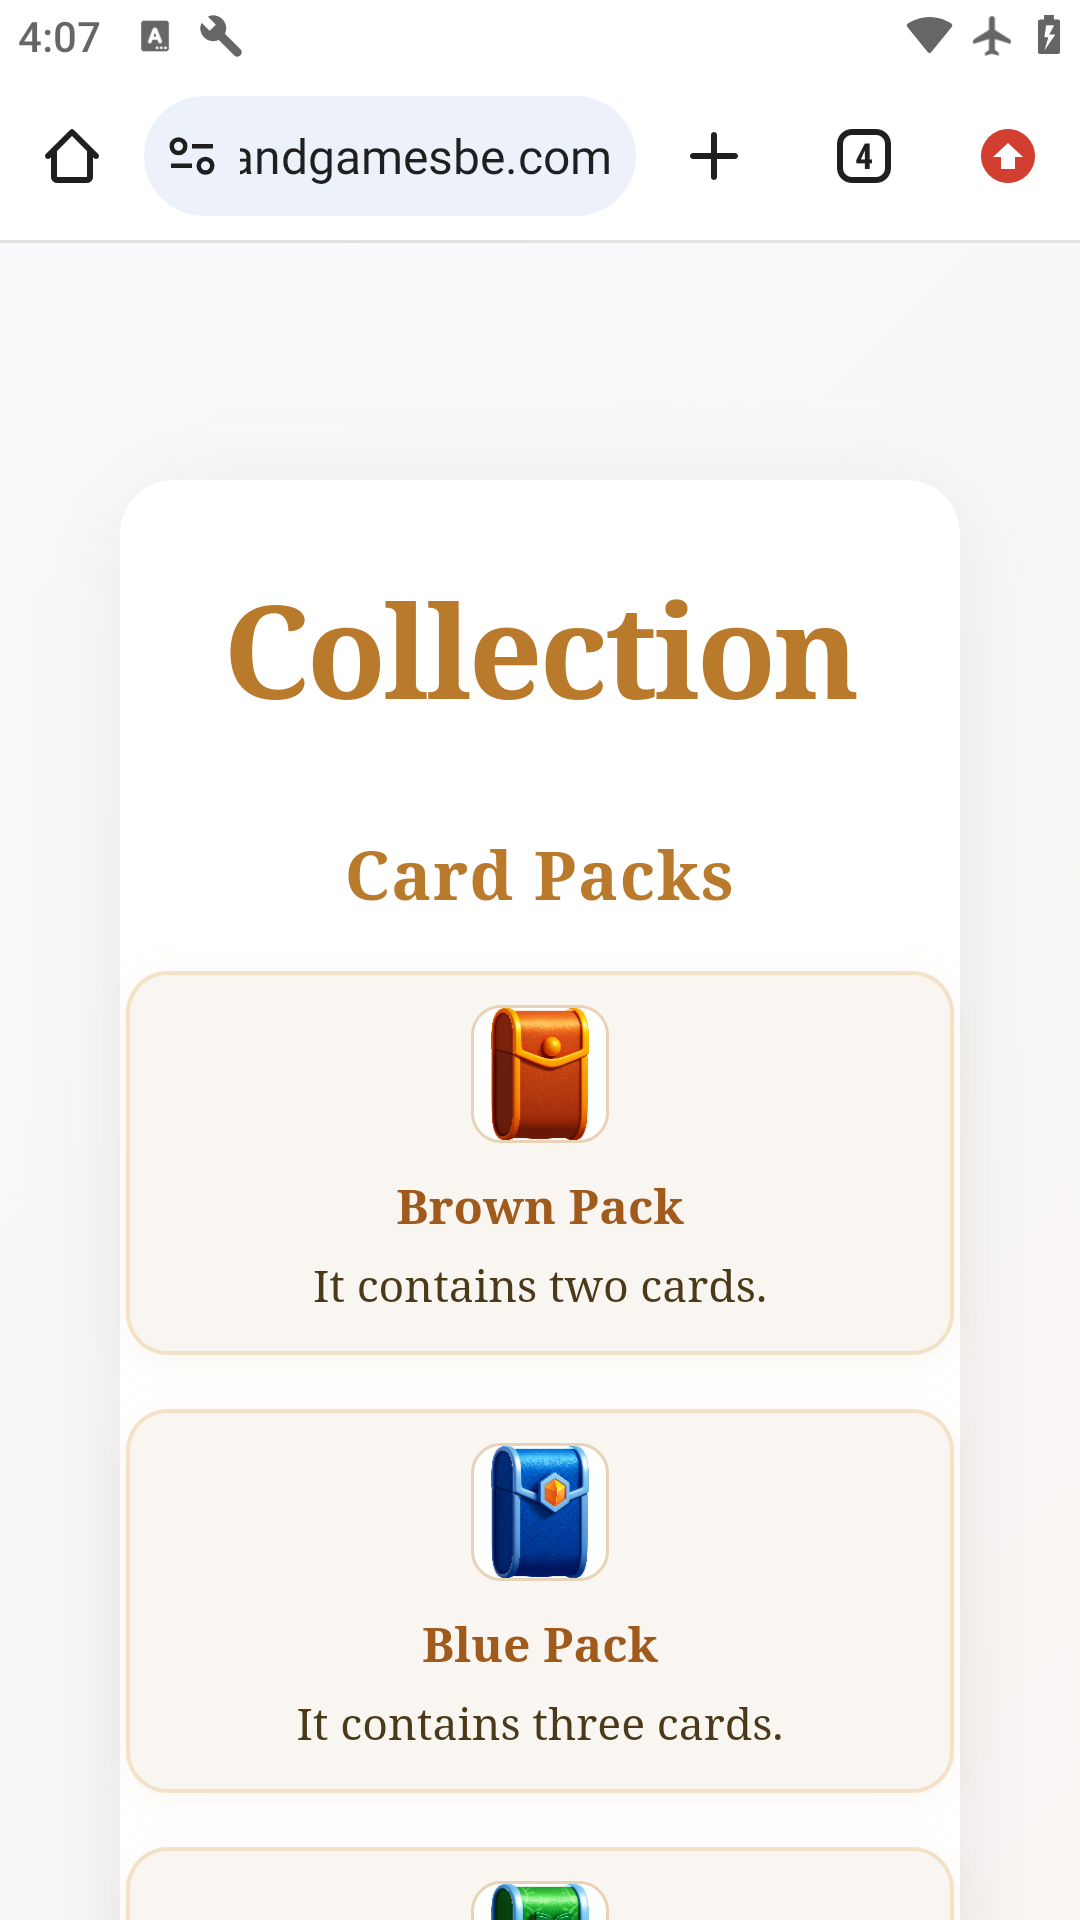 4:07
andgamesbe.com
4
Collection
Card Packs
Brown Pack
It contains two cards.
Blue Pack
It contains three cards.